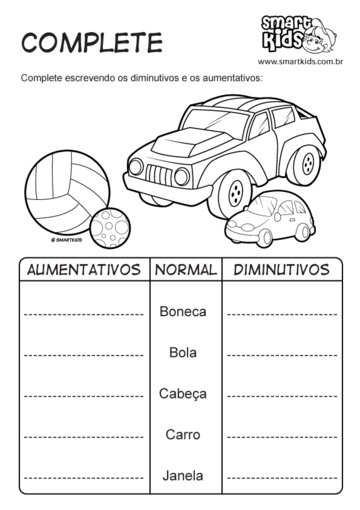 smart
kids
COMPLETE
www.smartkids.com.br
Complete escrevendo os diminutivos e os aumentativos:
© SMARTKIDS
AUMENTATIVOS NORMAL DIMINUTIVOS
Boneca
Bola
Cabeça
Carro
Janela